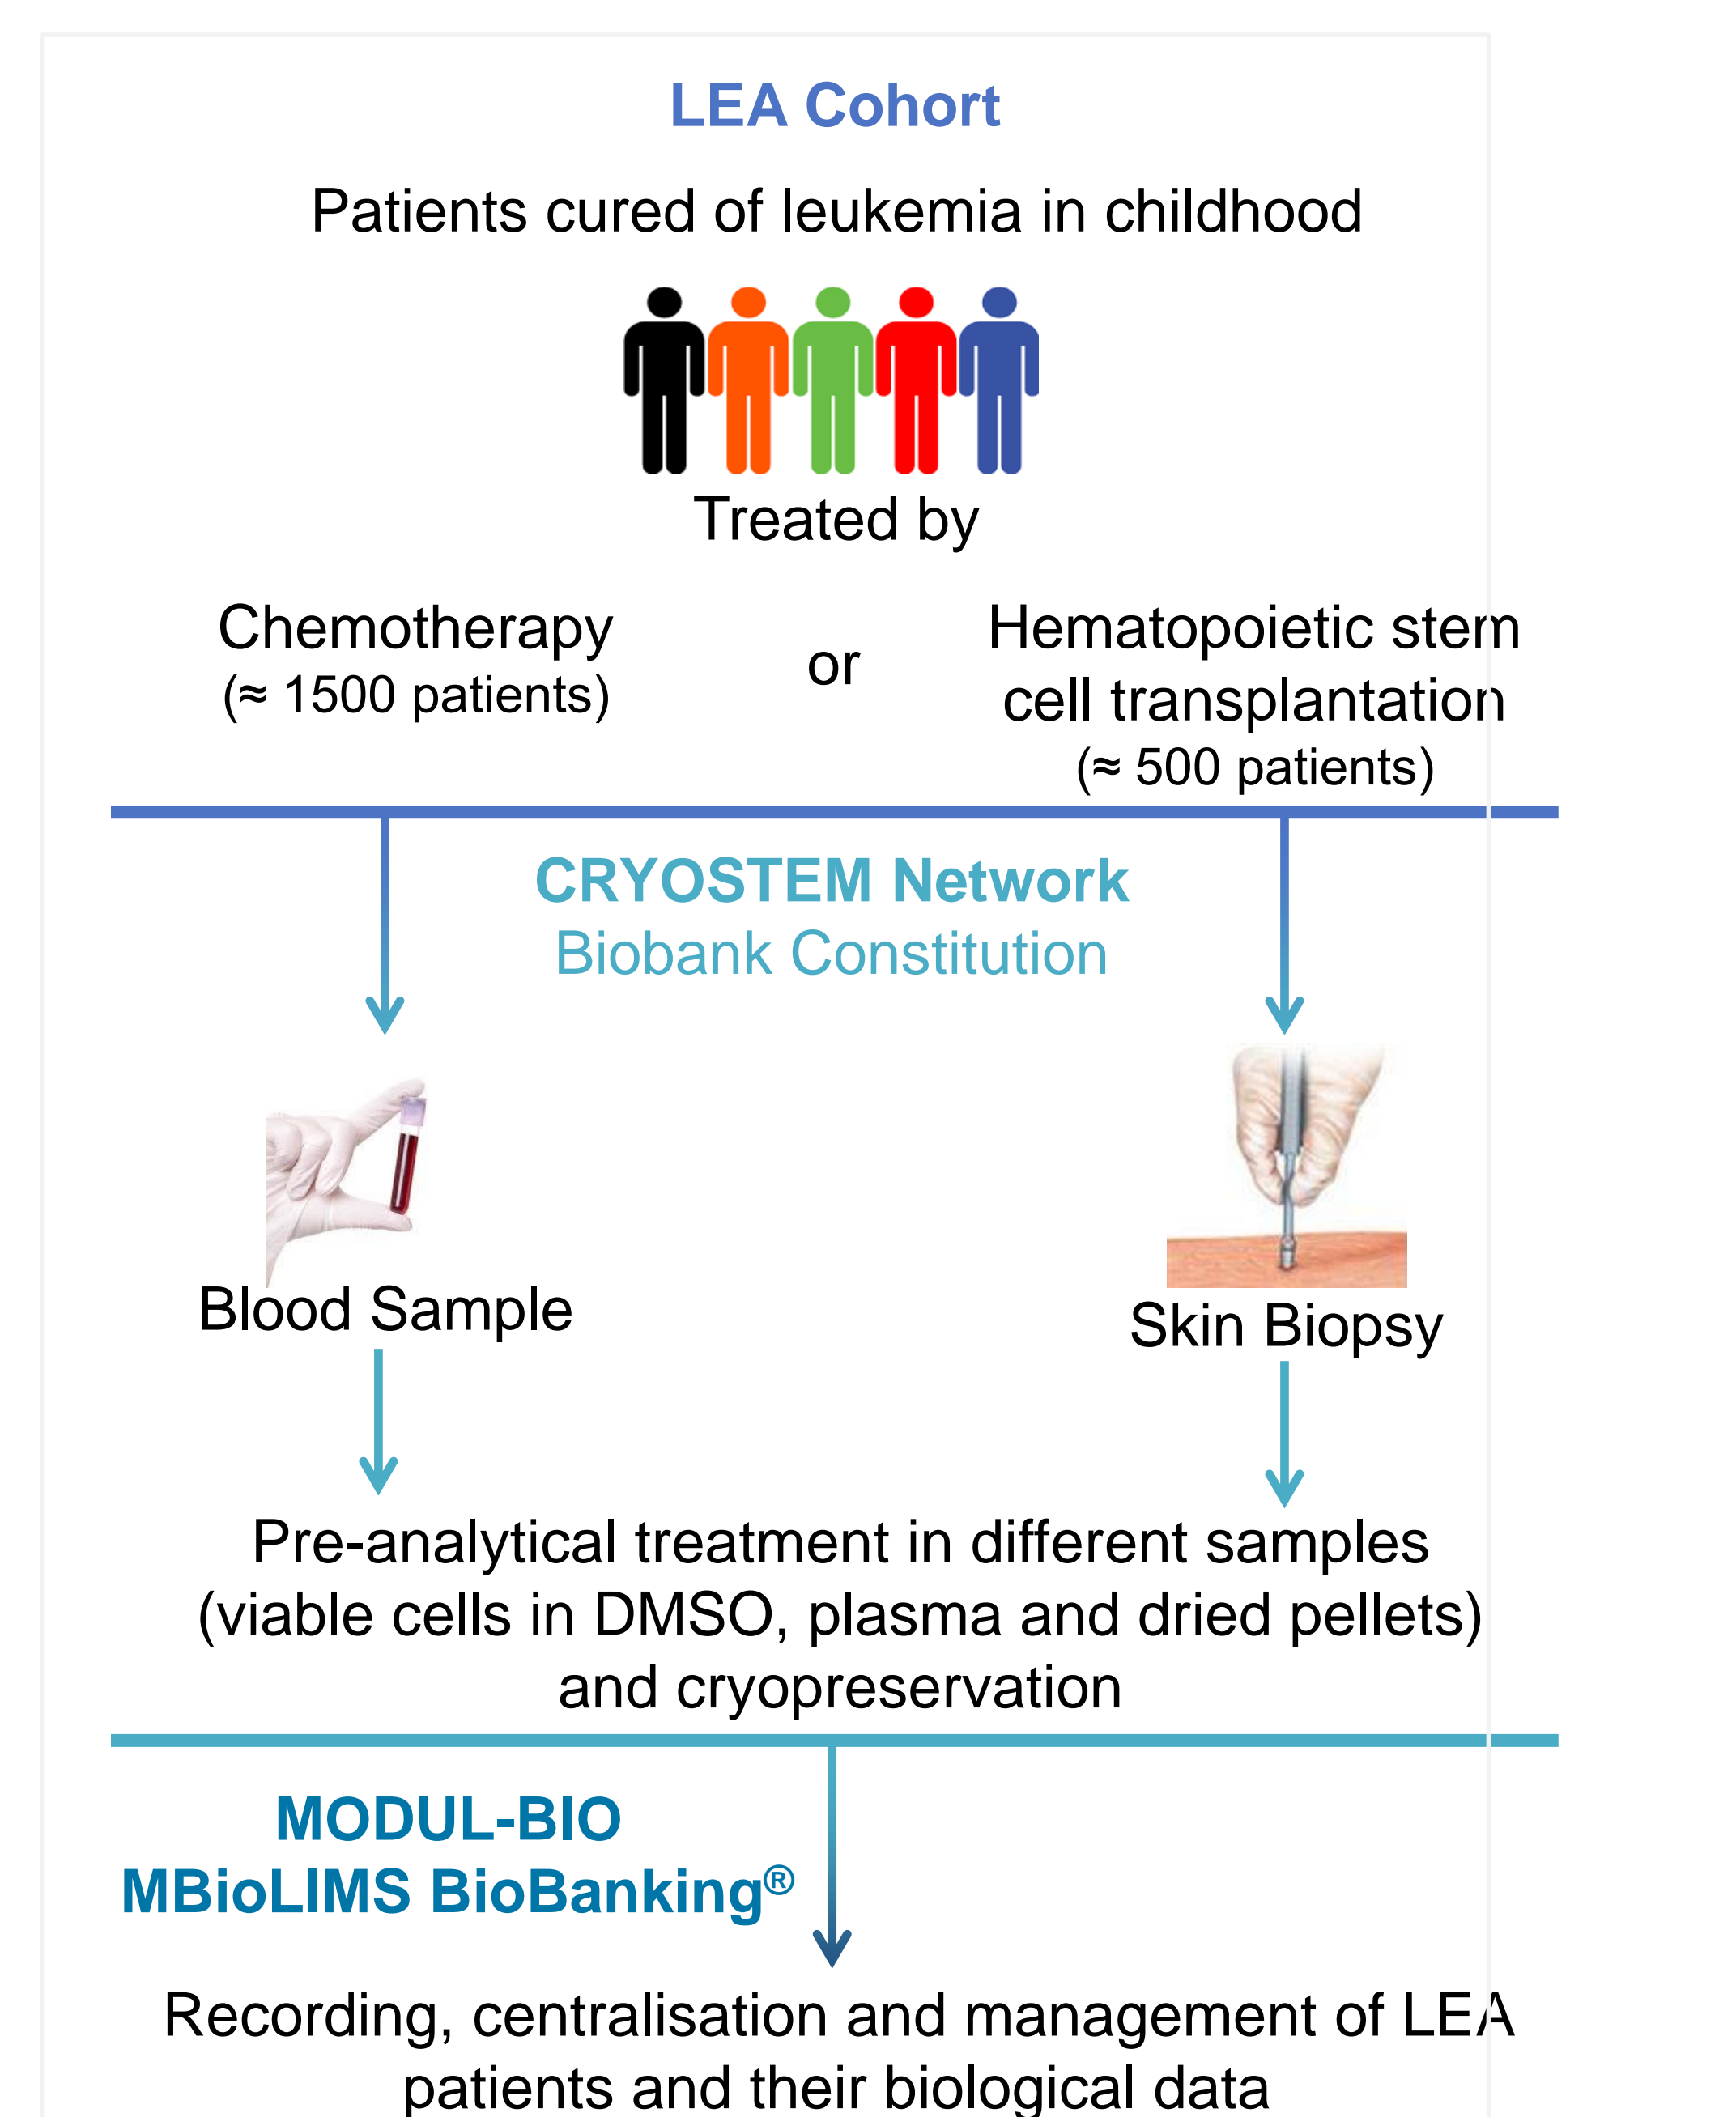 LEA Cohort
Patients cured of leukemia in childhood
Treated by
Chemotherapy
(≈ 1500 patients)
or
Hematopoietic stem
cell transplantation
(≈ 500 patients)
CRYOSTEM Network
Biobank Constitution
Blood Sample
Skin Biopsy
Pre-analytical treatment in different samples
(viable cells in DMSO, plasma and dried pellets)
and cryopreservation
MODUL-BIO
MBioLIMS BioBanking®
Recording, centralisation and management of LEA
patients and their biological data